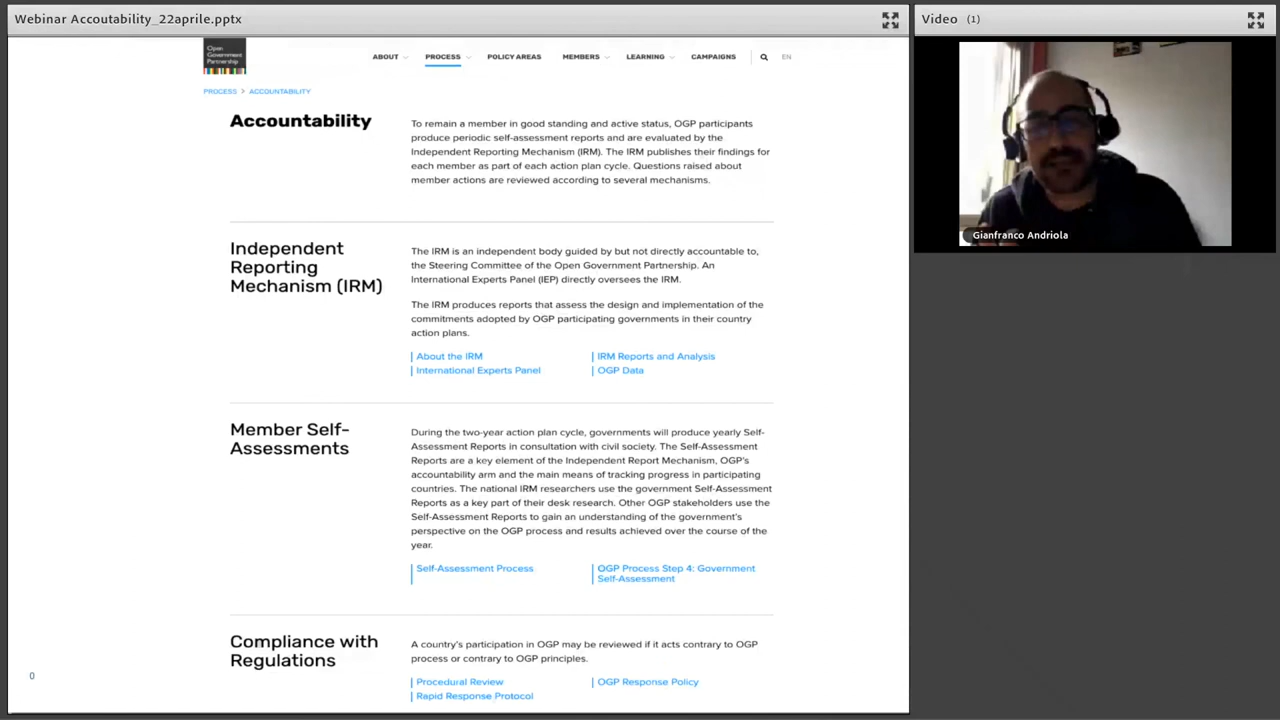 Webinar Accoutability_22aprile.pptx
Video (1)
Open
Government
Partnership
ABOUT
PROCESS
POLICY AREAS
MEMBERS
LEARNING
CAMPAIGNS
EN
PROCESS > ACCOUNTABILITY
Accountability
To remain a member in good standing and active status, OGP participants
produce periodic self-assessment reports and are evaluated by the
Independent Reporting Mechanism (IRM). The IRM publishes their findings for
each member as part of each action plan cycle. Questions raised about
member actions are reviewed according to several mechanisms.
Gianfranco Andriola
Independent
Reporting
Mechanism (IRM)
The IRM is an independent body guided by but not directly accountable to,
the Steering Committee of the Open Government Partnership. An
International Experts Panel (IEP) directly oversees the IRM.
The IRM produces reports that assess the design and implementation of the
commitments adopted by OGP participating governments in their country
action plans.
About the IRM
IRM Reports and Analysis
International Experts Panel
OGP Data
Member Self-
Assessments
During the two-year action plan cycle, governments will produce yearly Self-
Assessment Reports in consultation with civil society. The Self-Assessment
Reports are a key element of the Independent Report Mechanism, OGP's
accountability arm and the main means of tracking progress in participating
countries. The national IRM researchers use the government Self-Assessment
Reports as a key part of their desk research. Other OGP stakeholders use the
Self-Assessment Reports to gain an understanding of the government's
perspective on the OGP process and results achieved over the course of the
year.
Self-Assessment Process
OGP Process Step 4: Government
Self-Assessment
Compliance with
Regulations
A country's participation in OGP may be reviewed if it acts contrary to OGP
process or contrary to OGP principles.
Procedural Review
OGP Response Policy
Rapid Response Protocol
0